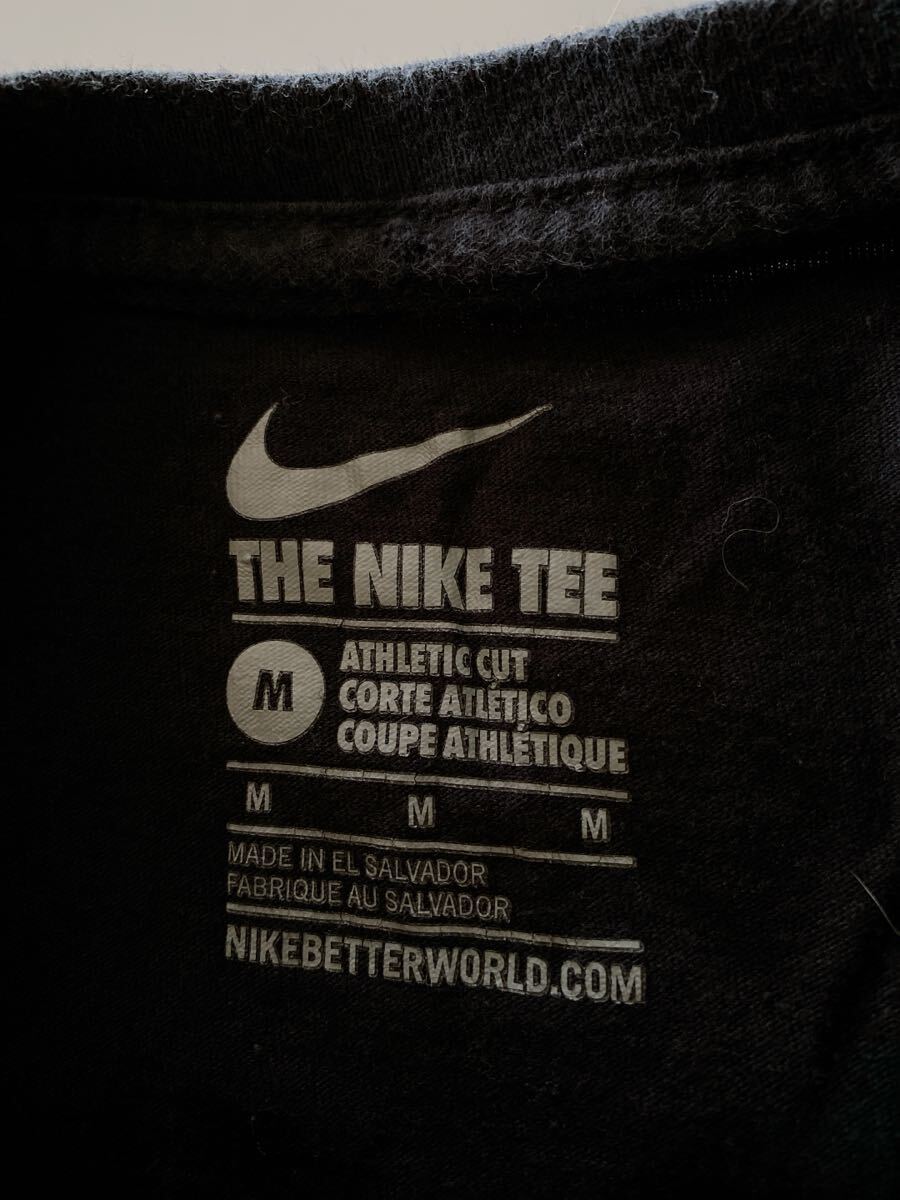 THE NIKE TEE
M
ATHLETIC CUT
CORTE ATLÉTICO
COUPE ATHLÉTIQUE
M M M
MADE IN EL SALVADOR
FABRIQUE AU SALVADOR
NIKEBETTERWORLD.COM